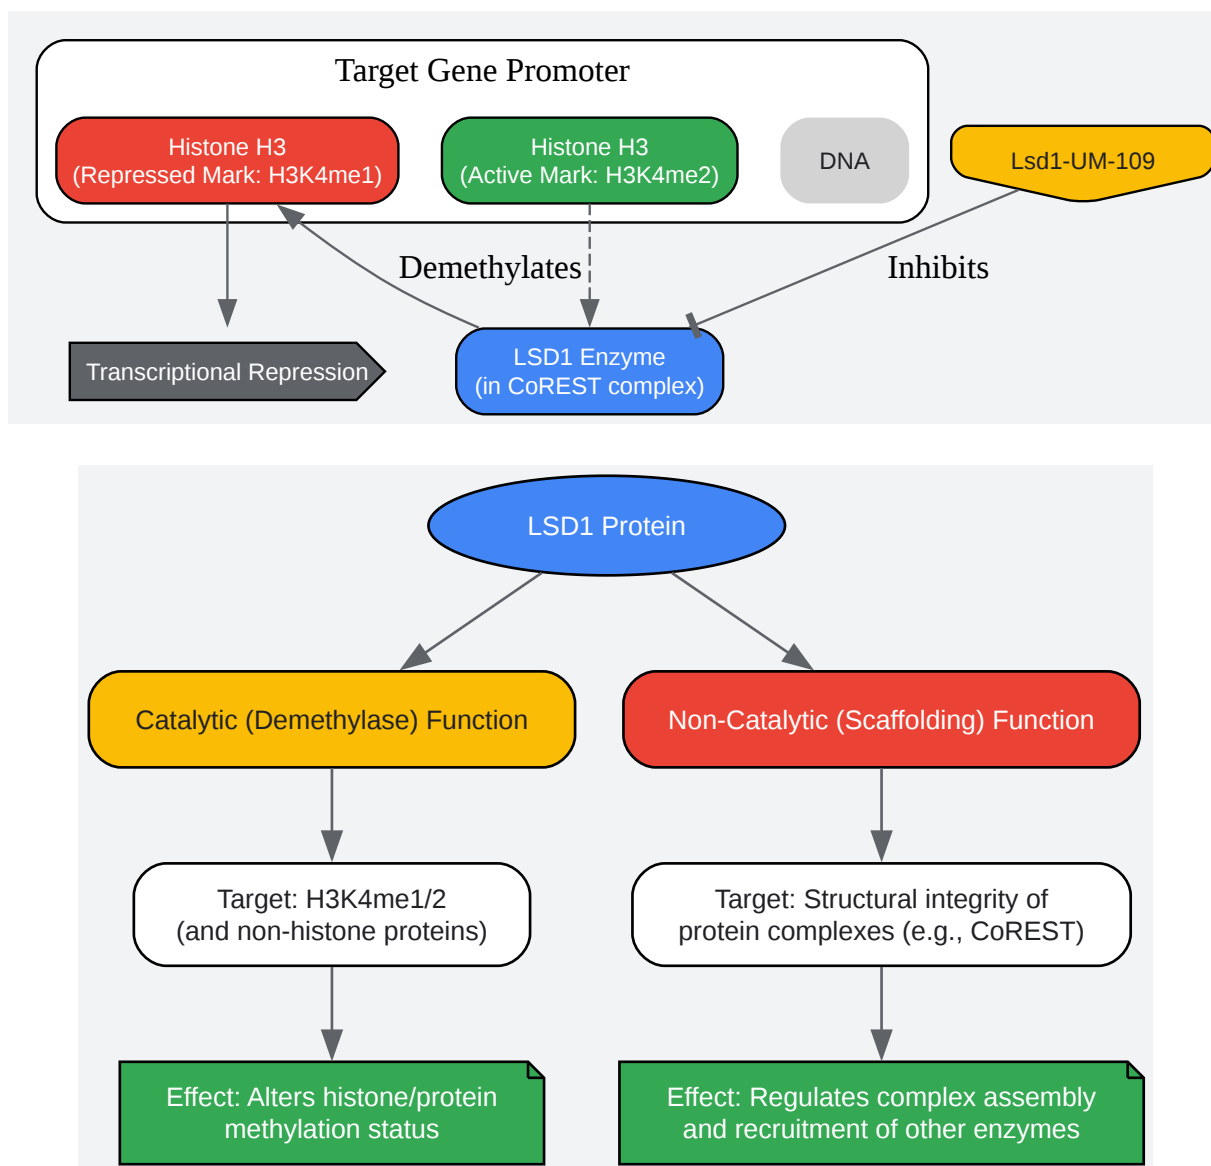 Target Gene Promoter
Histone H3
(Repressed Mark: H3K4me1)
Histone H3
(Active Mark: H3K4me2)
DNA
Lsd1-UM-109
Demethylates
Inhibits
Transcriptional Repression
LSD1 Enzyme
(in CoREST complex)
LSD1 Protein
Catalytic (Demethylase) Function
Non-Catalytic (Scaffolding) Function
Target: H3K4me1/2
(and non-histone proteins)
Target: Structural integrity of
protein complexes (e.g., CoREST)
Effect: Alters histone/protein
methylation status
Effect: Regulates complex assembly
and recruitment of other enzymes